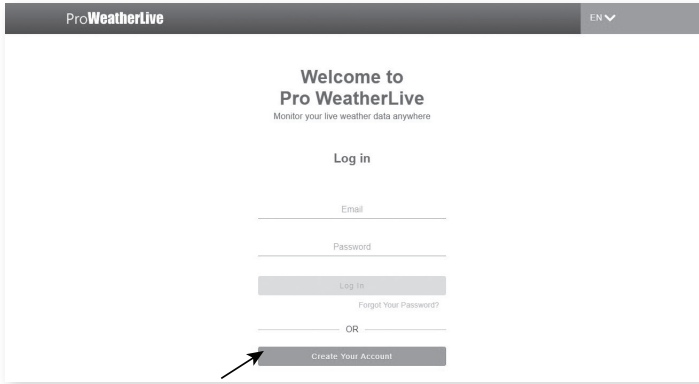 ProWeatherLive
EN
Welcome to
Pro WeatherLive
Monitor your live weather data anywhere
Log in
Email
Password
Log In
Forgot Your Password?
OR
Create Your Account